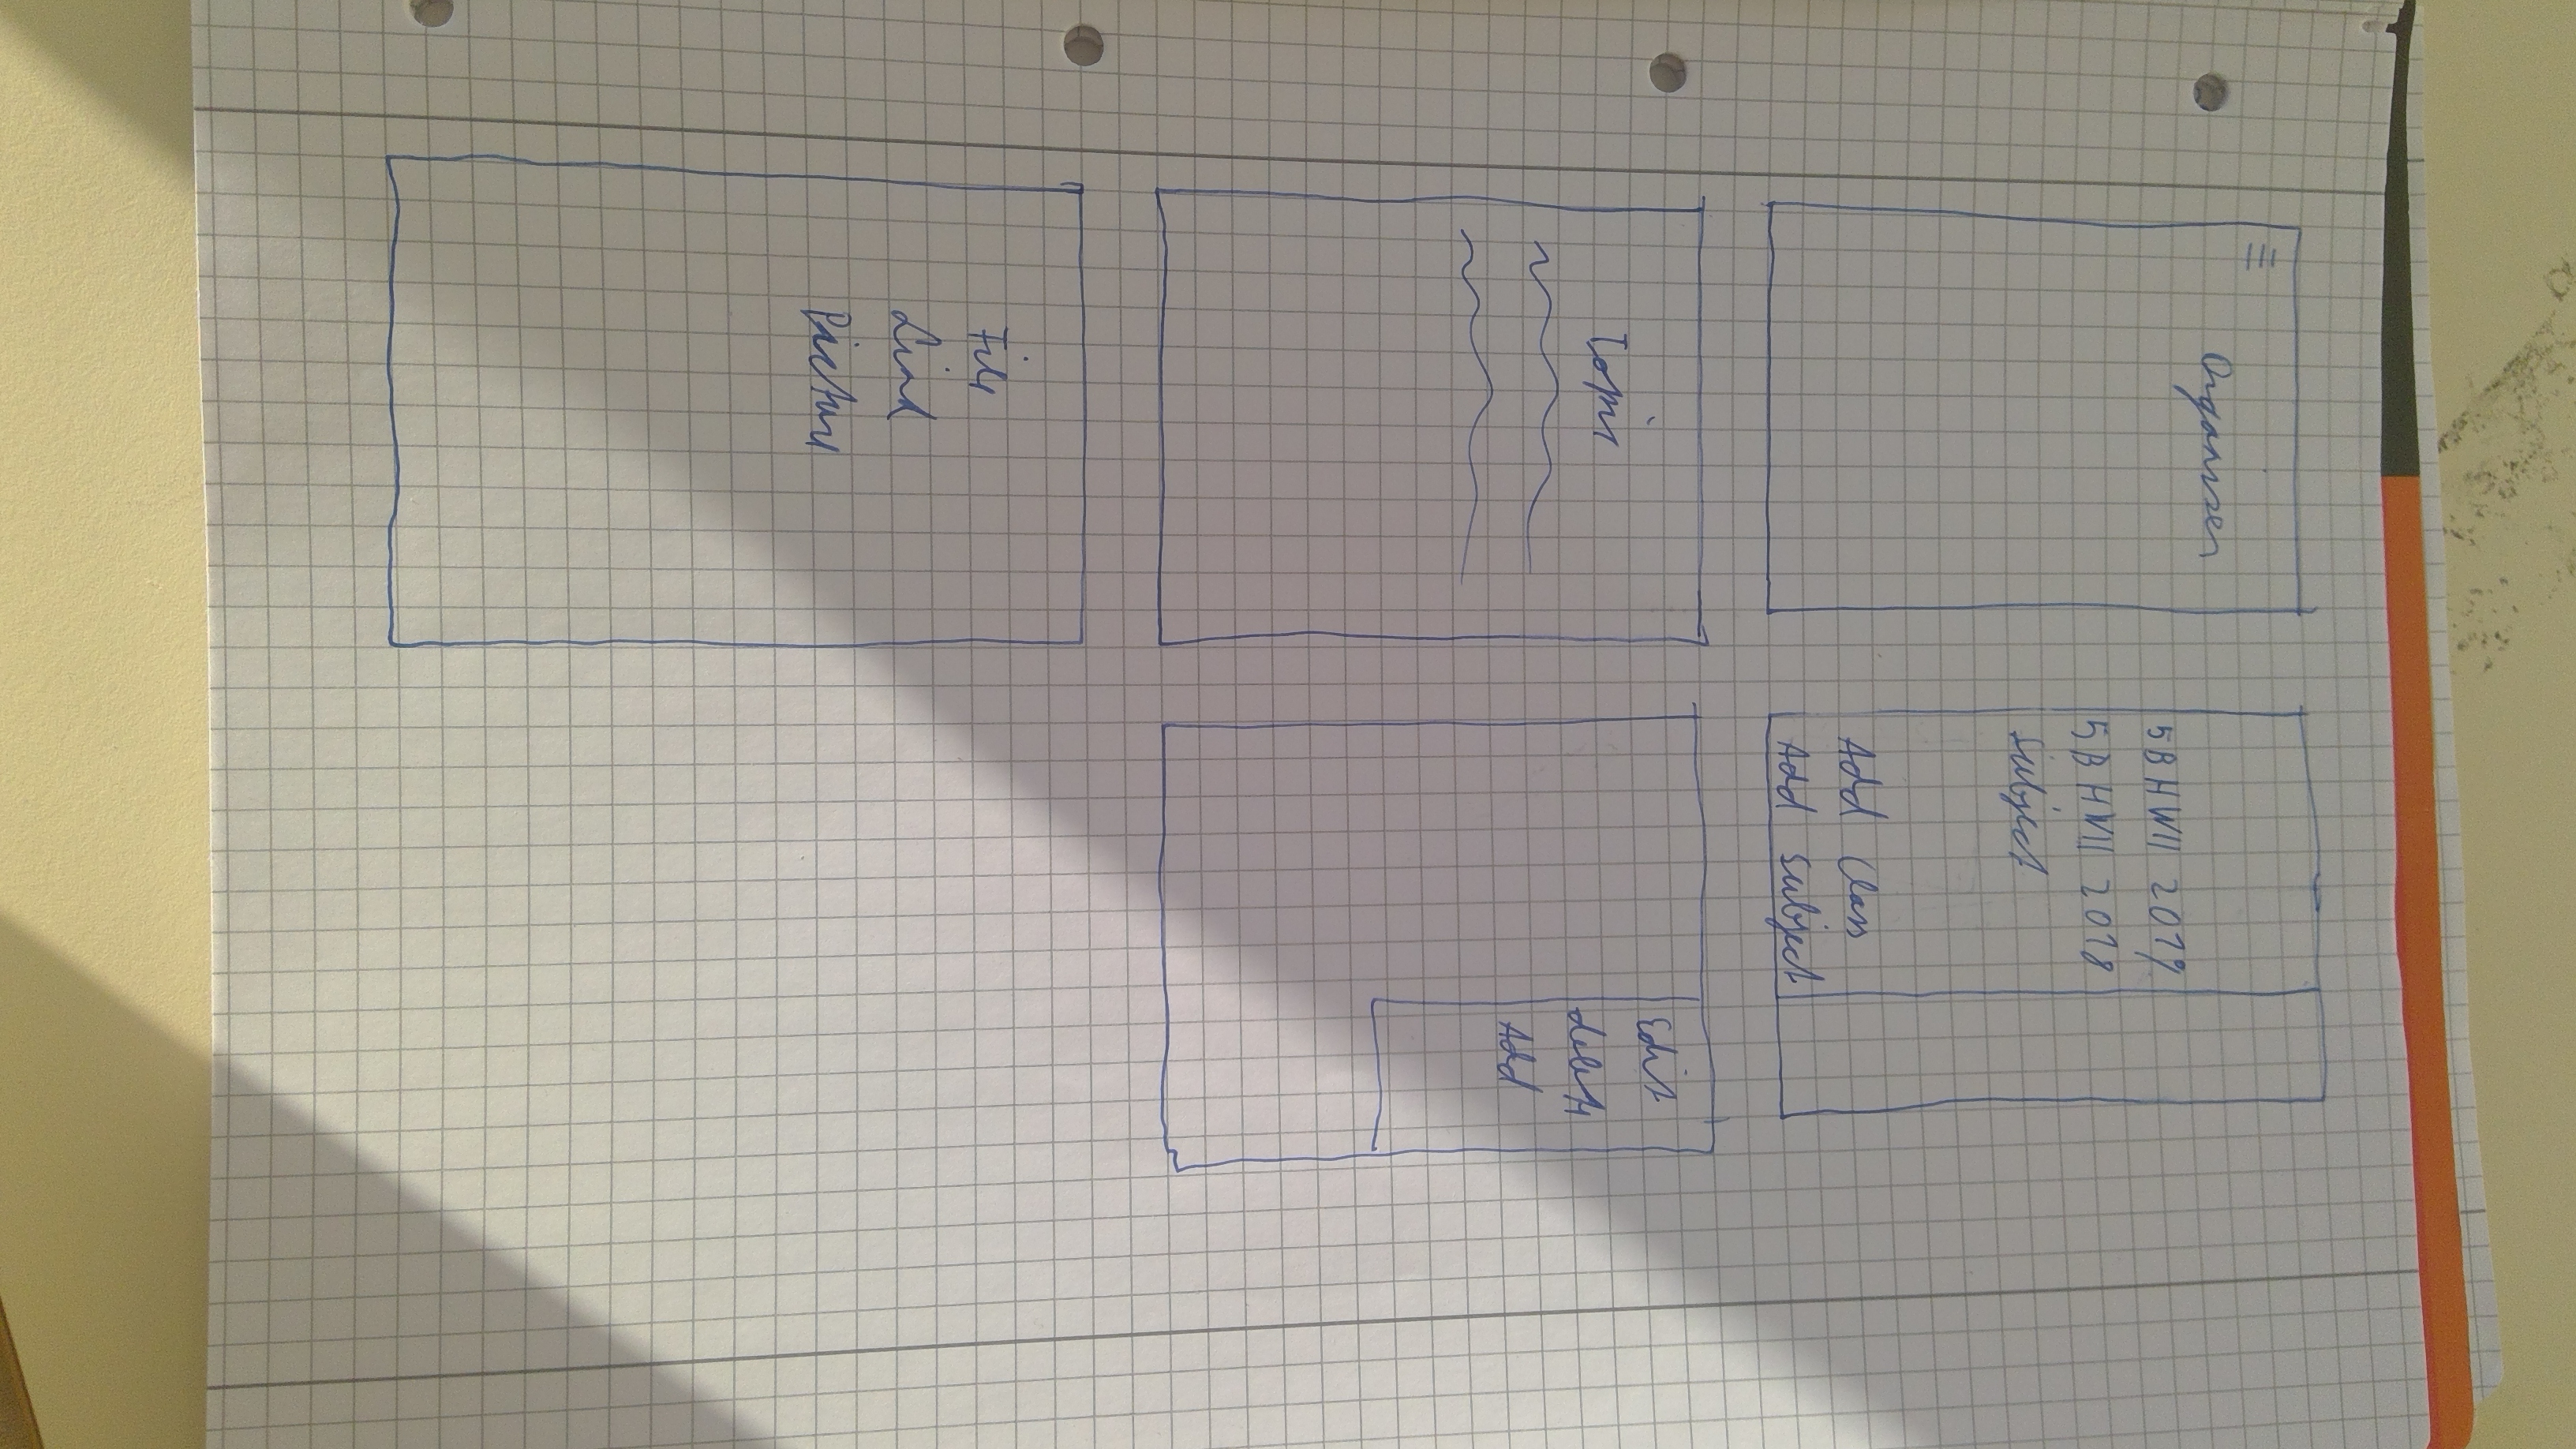 Organizer
5BHWII 2019
5BHWII 2018
Subject
Add Class
Add Subject
Topic
Edit
delete
Add
File
Link
Picture